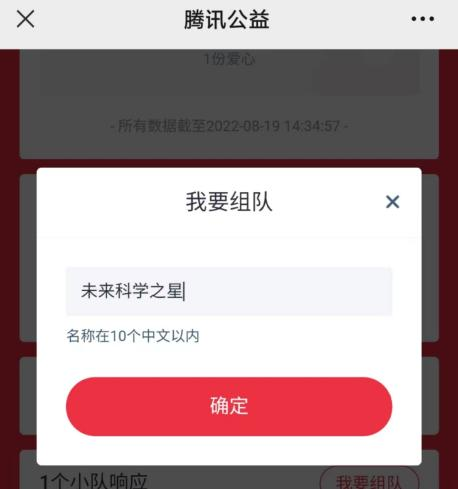 腾讯公益
1份爱心
- 所有数据截至2022-08-19 14:34:57 -
我要组队
未来科学之星
名称在10个中文以内
确定
1个小队响应
我要组队